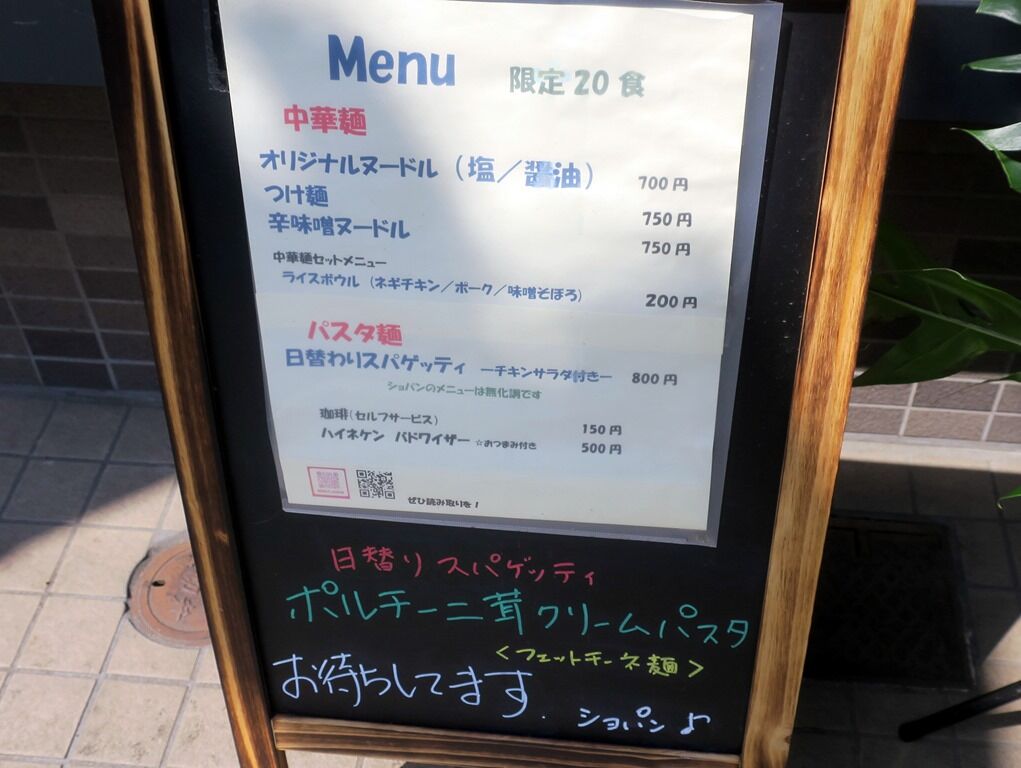 Menu 限定20食
中華麺
オリジナルヌードル(塩/醤油) 700円
つけ麺 750円
辛味噌ヌードル 750円
中華麺セットメニュー
ライスボウル(ネギチキン/ポーク/味噌そぼろ) 200円
パスタ麺
日替わりスパゲッティ ーチキンサラダ付きー 800円
ショパンのメニューは無化調です
珈琲(セルフサービス) 150円
ハイネケン バドワイザー ☆おつまみ付き 500円
ぜひ読み取りを!
日替り スパゲッティ
ポルチーニ茸クリームパスタ
<フェットチーネ麺>
お待ちしてます.
ショパン♪